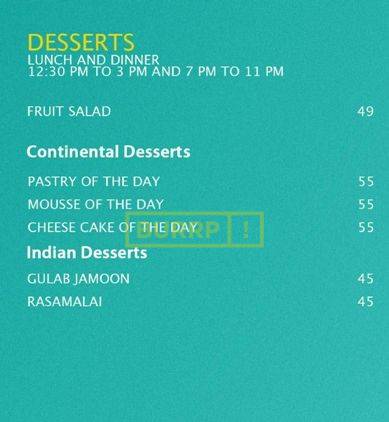 DESSERTS
LUNCH AND DINNER
12:30 PM TO 3 PM AND 7 PM TO 11 PM
FRUIT SALAD 49
Continental Desserts
PASTRY OF THE DAY 55
MOUSSE OF THE DAY 55
CHEESE CAKE OF THE DAY 55
BURRP!
Indian Desserts
GULAB JAMOON 45
RASAMALAI 45